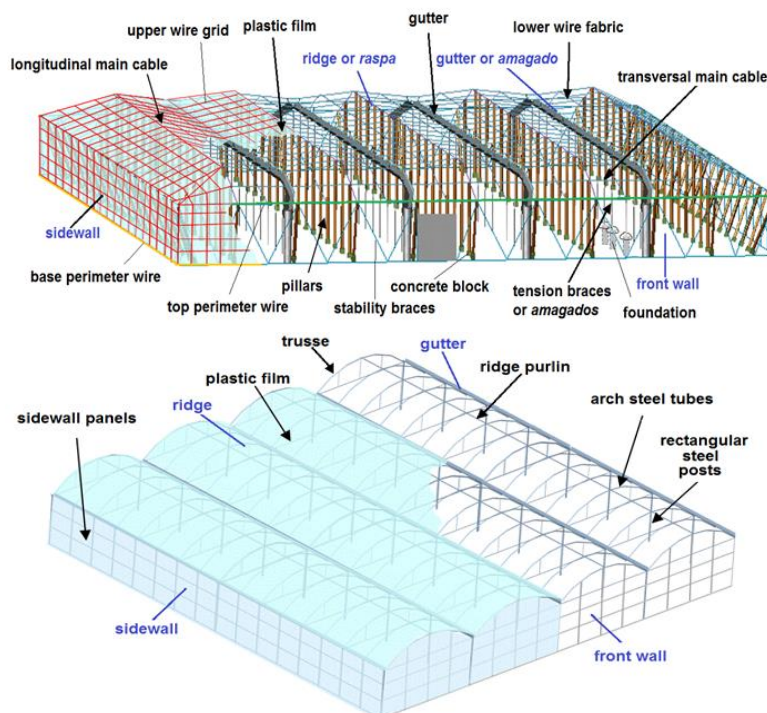 upper wire grid
plastic film
gutter
lower wire fabric
longitudinal main cable
ridge or raspa
gutter or amagado
transversal main cable
sidewall
base perimeter wire
top perimeter wire
pillars
stability braces
concrete block
tension braces
or amagados
front wall
foundation
trusse
gutter
plastic film
ridge purlin
sidewall panels
ridge
arch steel tubes
rectangular
steel
posts
sidewall
front wall